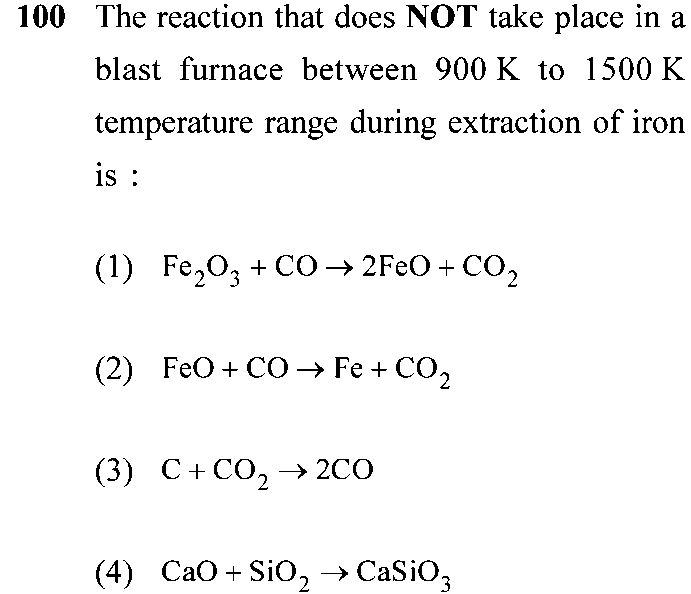 100 The reaction that does NOT take place in a
blast furnace between 900 K to 1500 K
temperature range during extraction of iron
is :
(1) Fe₂O₃ + CO → 2FeO + CO₂
(2) FeO + CO → Fe + CO₂
(3) C + CO₂ → 2CO
(4) CaO + SiO₂ → CaSiO₃